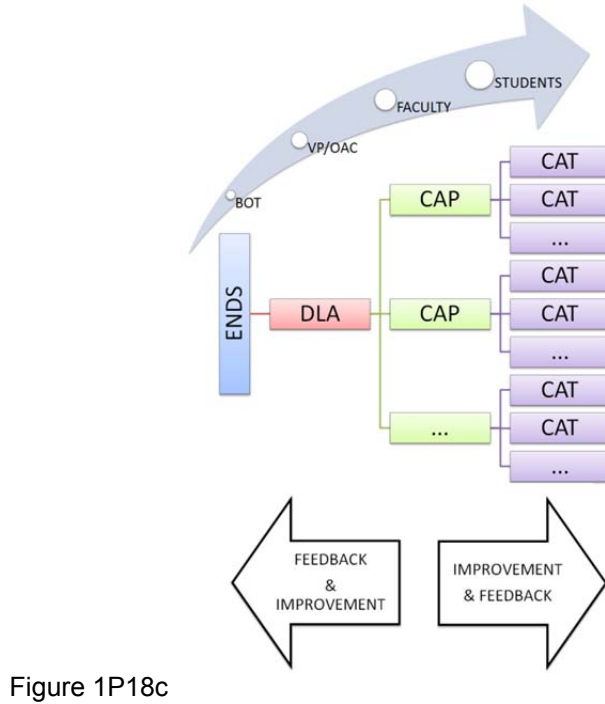 STUDENTS
FACULTY
VP/OAC
BOT
ENDS
DLA
CAP
CAT
CAT
...
CAP
CAT
CAT
...
...
CAT
CAT
...
FEEDBACK
&
IMPROVEMENT
IMPROVEMENT
& FEEDBACK
Figure 1P18c